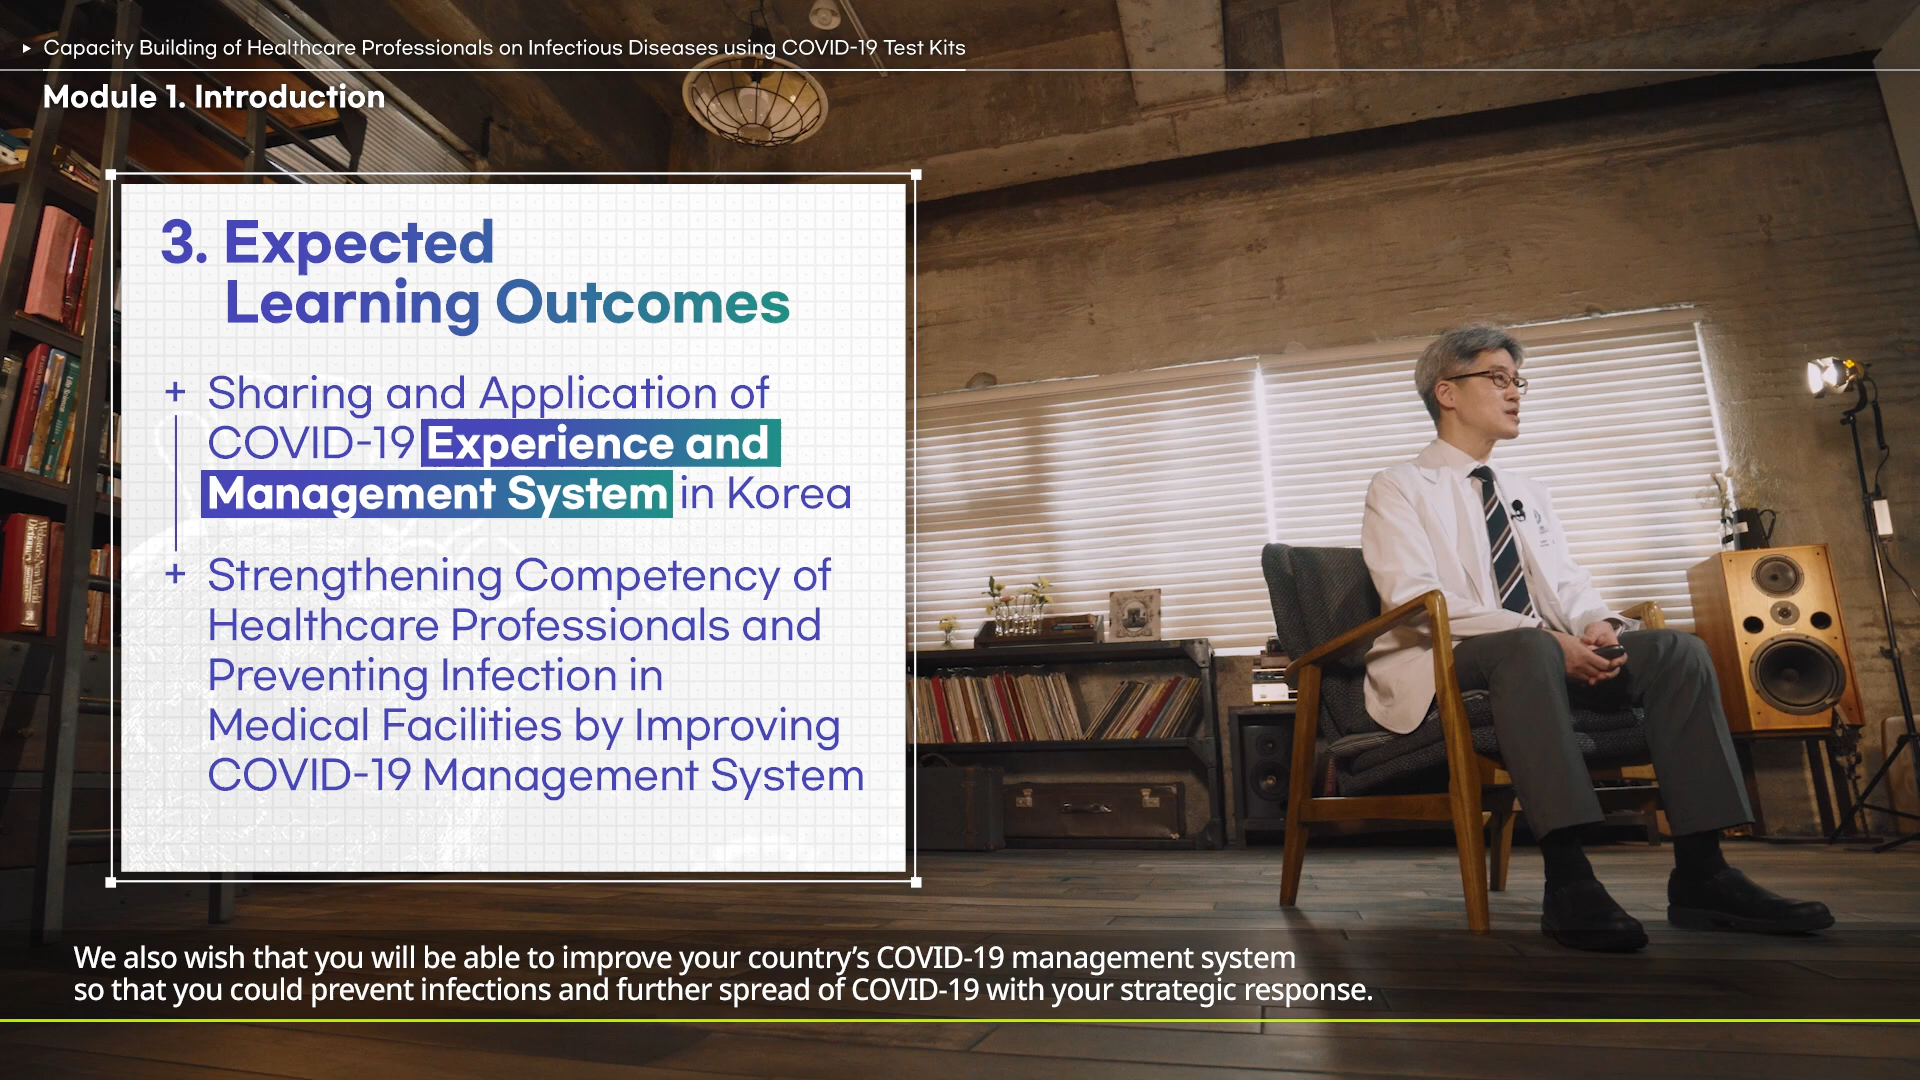 Capacity Building of Healthcare Professionals on Infectious Diseases using COVID-19 Test Kits
Module 1. Introduction
3. Expected
Learning Outcomes
+ Sharing and Application of
COVID-19 Experience and
Management System in Korea
+ Strengthening Competency of
Healthcare Professionals and
Preventing Infection in
Medical Facilities by Improving
COVID-19 Management System
We also wish that you will be able to improve your country's COVID-19 management system
so that you could prevent infections and further spread of COVID-19 with your strategic response.